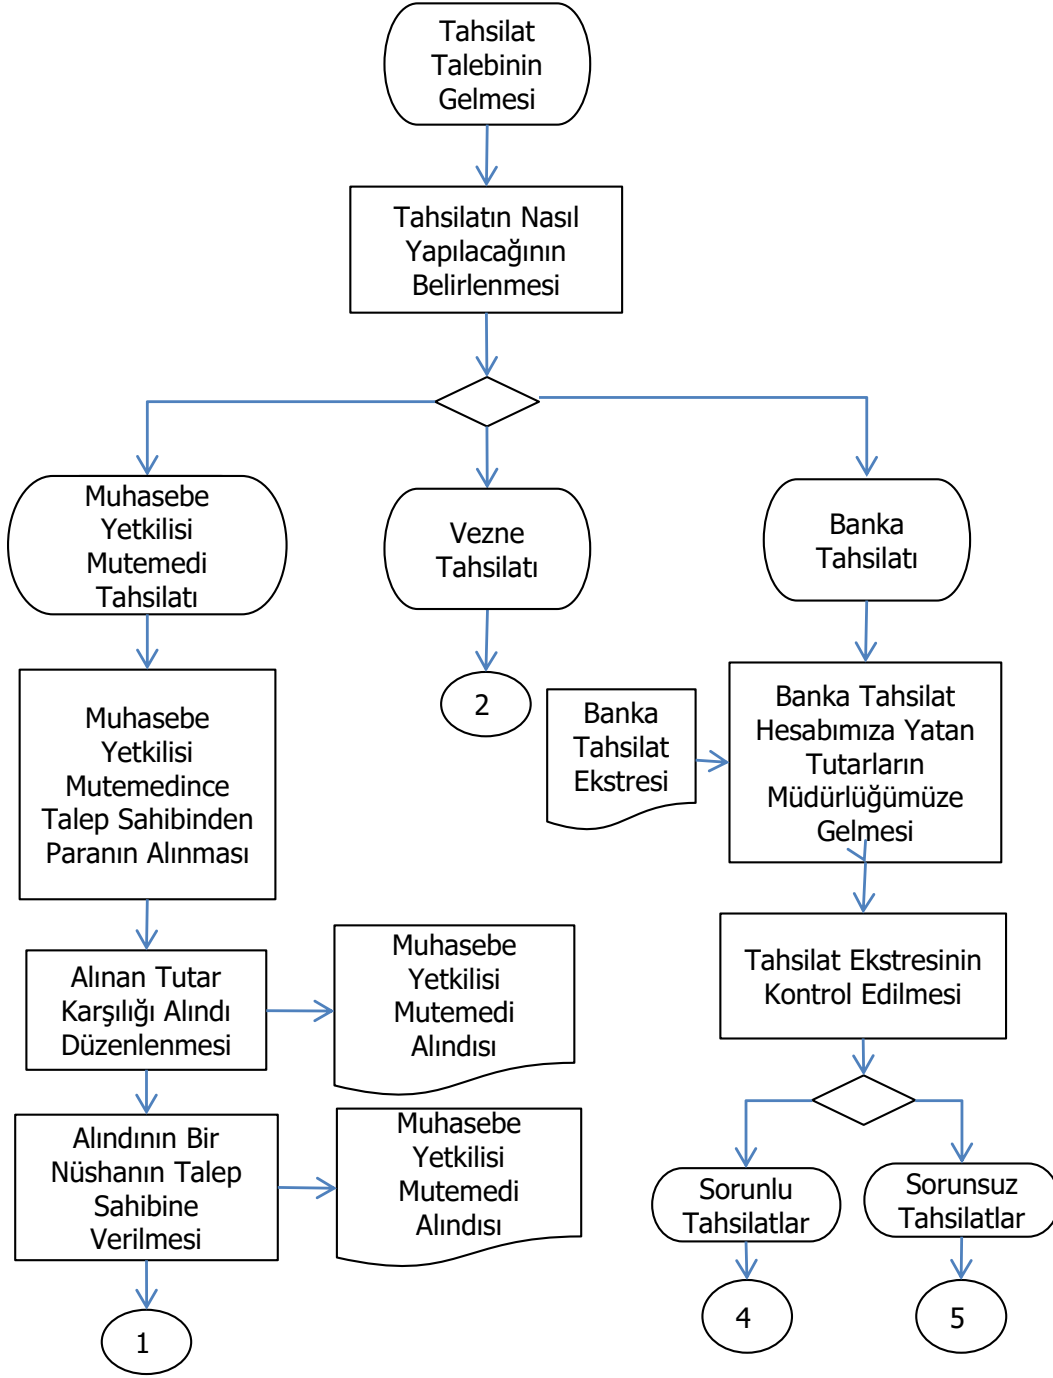 Tahsilat
Talebinin
Gelmesi
Tahsilatın Nasıl
Yapılacağının
Belirlenmesi
Muhasebe
Yetkilisi
Mutemedi
Tahsilatı
Vezne
Tahsilatı
Banka
Tahsilatı
Muhasebe
Yetkilisi
Mutemedince
Talep Sahibinden
Paranın Alınması
2
Banka
Tahsilat
Ekstresi
Banka Tahsilat
Hesabımıza Yatan
Tutarların
Müdürlüğümüze
Gelmesi
Alınan Tutar
Karşılığı Alındı
Düzenlenmesi
Muhasebe
Yetkilisi
Mutemedi
Alındısı
Tahsilat Ekstresinin
Kontrol Edilmesi
Alındının Bir
Nüshanın Talep
Sahibine
Verilmesi
Muhasebe
Yetkilisi
Mutemedi
Alındısı
Sorunlu
Tahsilatlar
Sorunsuz
Tahsilatlar
1
4
5